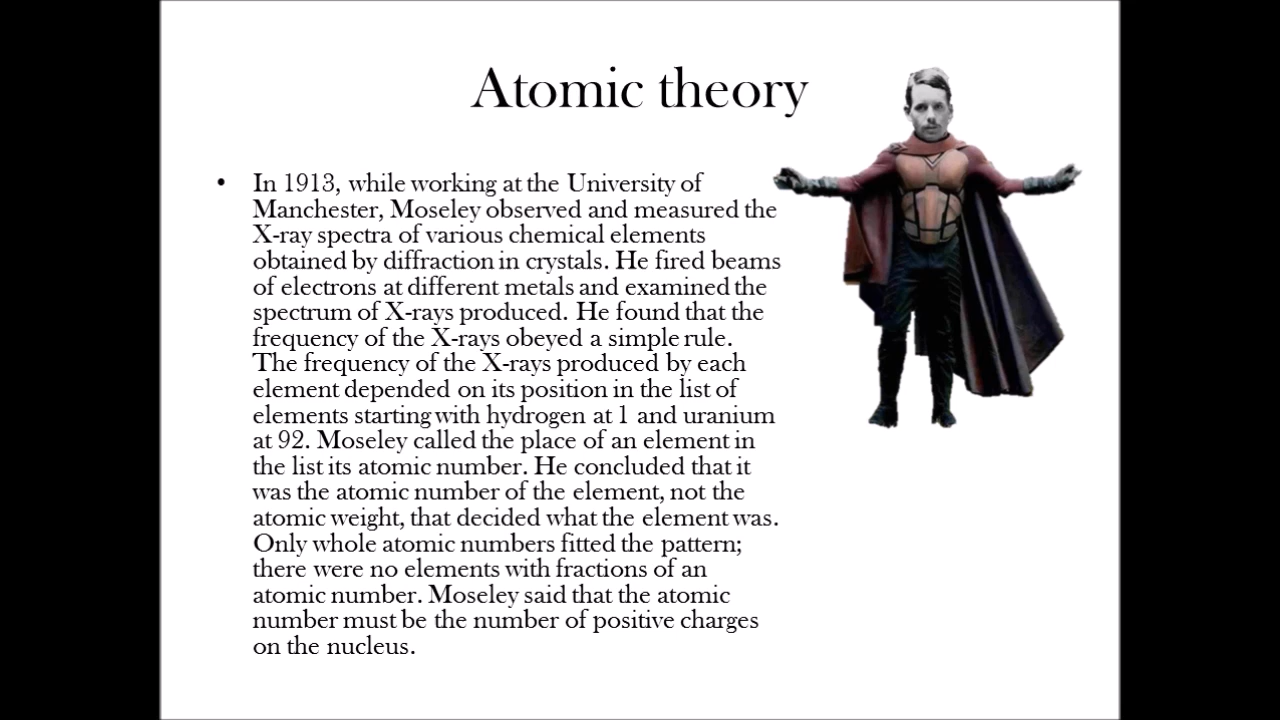 Atomic theory
• In 1913, while working at the University of
Manchester, Moseley observed and measured the
X-ray spectra of various chemical elements
obtained by diffraction in crystals. He fired beams
of electrons at different metals and examined the
spectrum of X-rays produced. He found that the
frequency of the X-rays obeyed a simple rule.
The frequency of the X-rays produced by each
element depended on its position in the list of
elements starting with hydrogen at 1 and uranium
at 92. Moseley called the place of an element in
the list its atomic number. He concluded that it
was the atomic number of the element, not the
atomic weight, that decided what the element was.
Only whole atomic numbers fitted the pattern;
there were no elements with fractions of an
atomic number. Moseley said that the atomic
number must be the number of positive charges
on the nucleus.